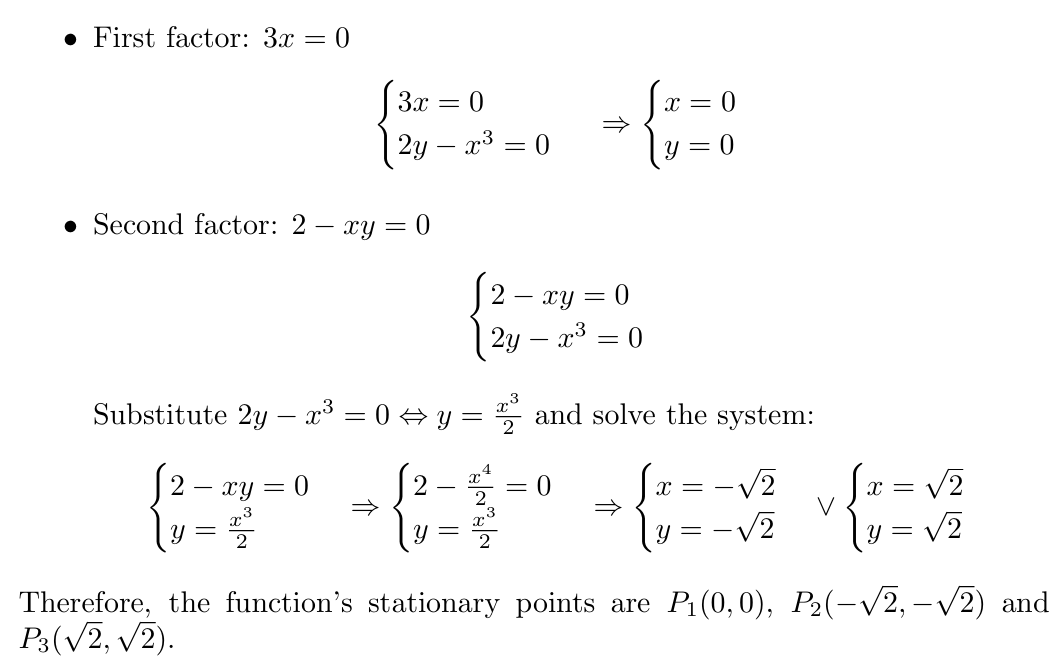 • First factor: 3x = 0
{3x = 0 ⇒ {x = 0
{2y − x³ = 0 {y = 0
• Second factor: 2 − xy = 0
{2 − xy = 0
{2y − x³ = 0
Substitute 2y − x³ = 0 ⇔ y = x³/2 and solve the system:
{2 − xy = 0 ⇒ {2 − x⁴/2 = 0 ⇒ {x = −√2 ∨ {x = √2
{y = x³/2 {y = x³/2 {y = −√2 {y = √2
Therefore, the function's stationary points are P₁(0, 0), P₂(−√2, −√2) and
P₃(√2, √2).